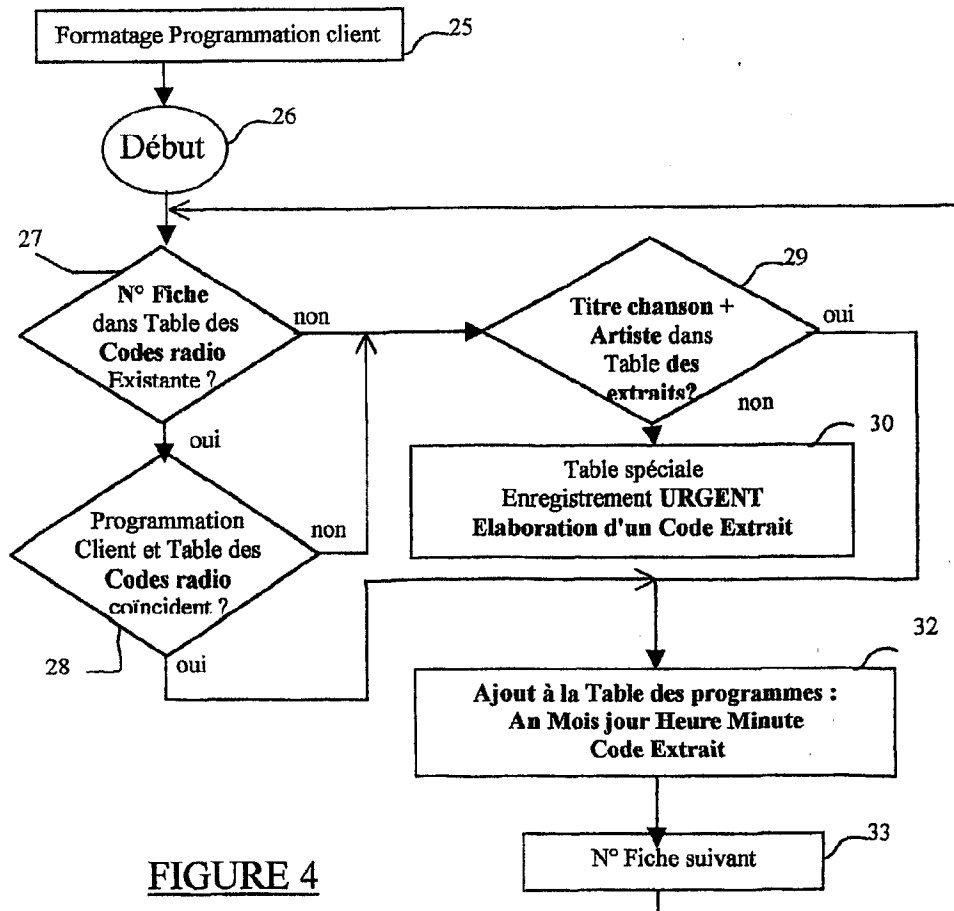 Formatage Programmation client
25
Début
26
27
N° Fiche
dans Table des
Codes radio
Existante ?
non
oui
29
Titre chanson +
Artiste dans
Table des
extraits?
oui
non
30
Table spéciale
Enregistrement URGENT
Elaboration d'un Code Extrait
Programmation
Client et Table des
Codes radio
coïncident ?
non
28
oui
32
Ajout à la Table des programmes :
An Mois jour Heure Minute
Code Extrait
33
N° Fiche suivant
FIGURE 4